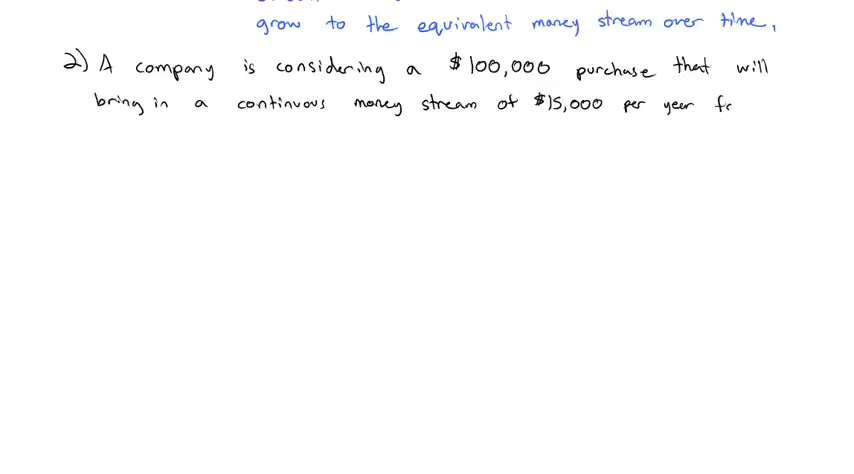 grow to the equivalent money stream over time,
2) A company is considering a $100,000 purchase that will
bring in a continuous money stream of $15,000 per year fr